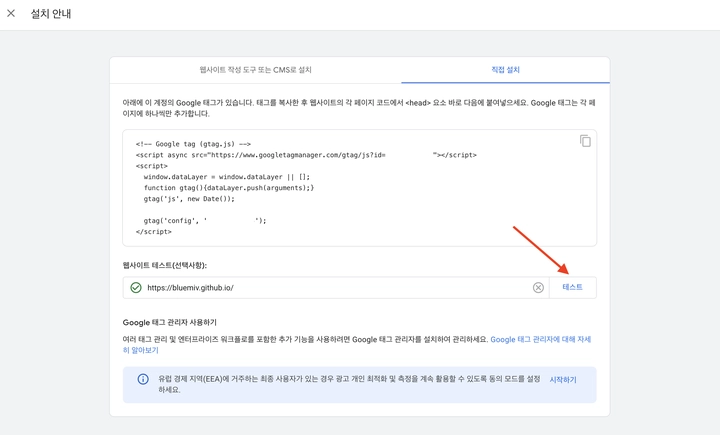 설치 안내
웹사이트 작성 도구 또는 CMS로 설치
직접 설치
아래에 이 계정의 Google 태그가 있습니다. 태그를 복사한 후 웹사이트의 각 페이지 코드에서 <head> 요소 바로 다음에 붙여넣으세요. Google 태그는 각 페
이지에 하나씩만 추가합니다.
<!-- Google tag (gtag.js) -->
<script async src="https://www.googletagmanager.com/gtag/js?id= "></script>
<script>
window.dataLayer = window.dataLayer || [];
function gtag(){dataLayer.push(arguments);}
gtag('js', new Date());
gtag('config', ' ');
</script>
웹사이트 테스트(선택사항):
https://bluemiv.github.io/
테스트
Google 태그 관리자 사용하기
여러 태그 관리 및 엔터프라이즈 워크플로를 포함한 추가 기능을 사용하려면 Google 태그 관리자를 설치하여 관리하세요. Google 태그 관리자에 대해 자세
히 알아보기
유럽 경제 지역(EEA)에 거주하는 최종 사용자가 있는 경우 광고 개인 최적화 및 측정을 계속 활용할 수 있도록 동의 모드를 설정
하세요.
시작하기